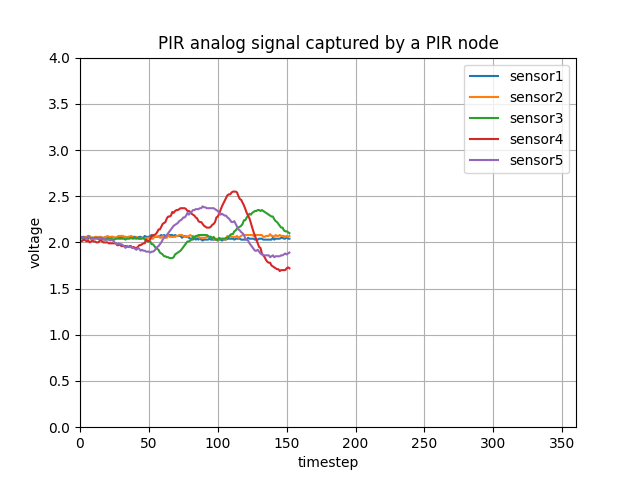 PIR analog signal captured by a PIR node
4.0
3.5
3.0
2.5
2.0
1.5
1.0
0.5
0.0
voltage
sensor1
sensor2
sensor3
sensor4
sensor5
0 50 100 150 200 250 300 350
timestep